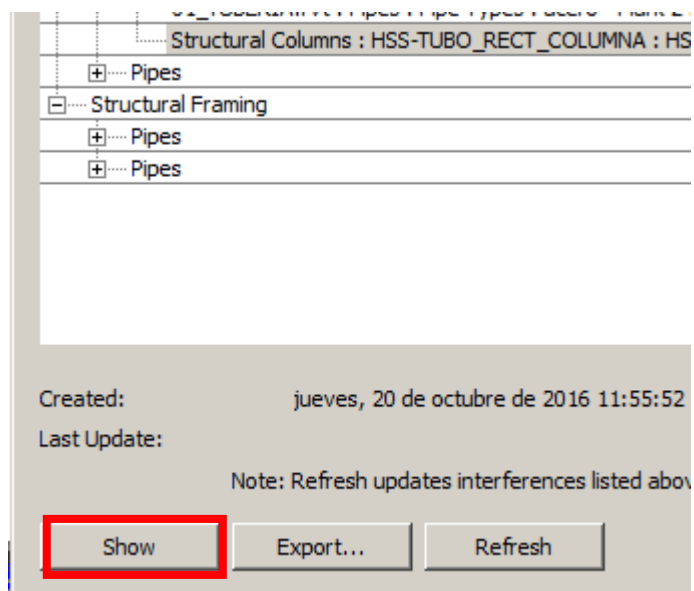 Structural Columns : HSS-TUBO_RECT_COLUMNA : HS
Pipes
Structural Framing
Pipes
Pipes
Created: jueves, 20 de octubre de 2016 11:55:52
Last Update:
Note: Refresh updates interferences listed abov
Show Export... Refresh